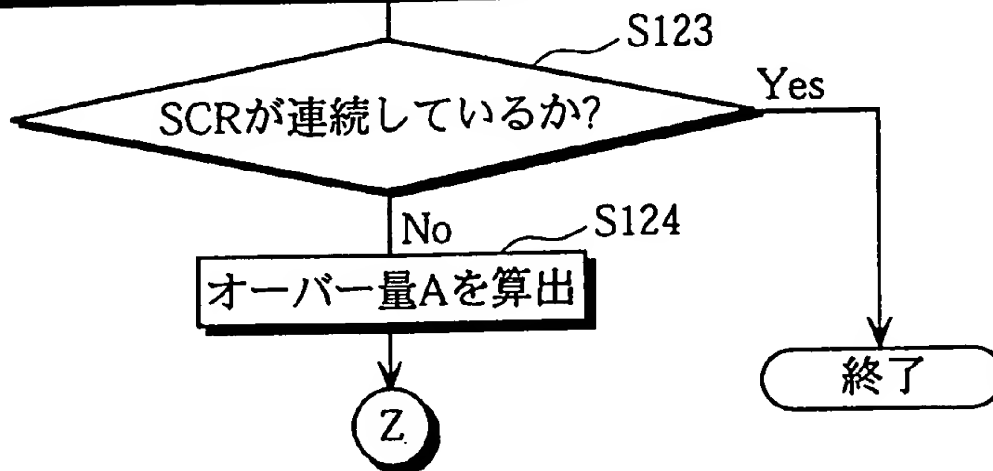 S123
SCRが連続しているか?
Yes
No
S124
オーバー量Aを算出
終了
Z